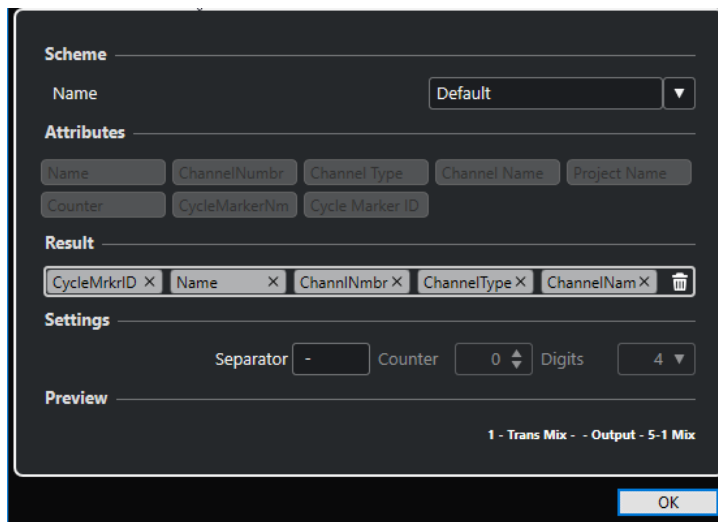 Scheme
Name Default
Attributes
Name ChannelNumbr Channel Type Channel Name Project Name
Counter CycleMarkerNm Cycle Marker ID
Result
CycleMrkrID × Name × ChannlNmbr × ChannelType × ChannelNam ×
Settings
Separator - Counter 0 Digits 4
Preview
1 - Trans Mix - - Output - 5-1 Mix
OK